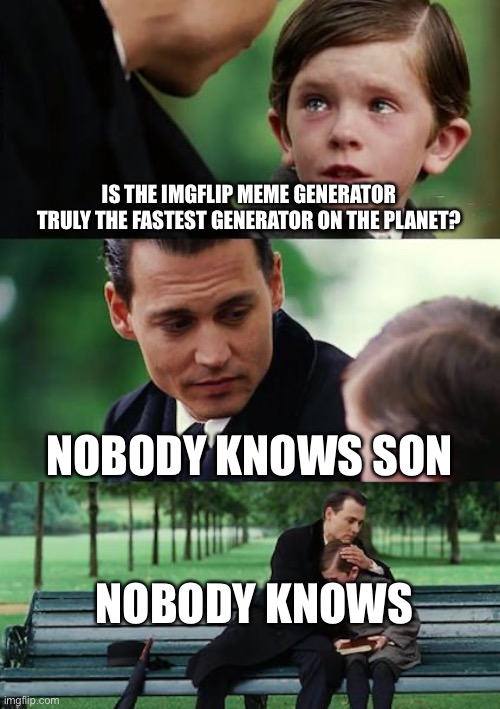 IS THE IMGFLIP MEME GENERATOR
TRULY THE FASTEST GENERATOR ON THE PLANET?
NOBODY KNOWS SON
NOBODY KNOWS
imgflip.com